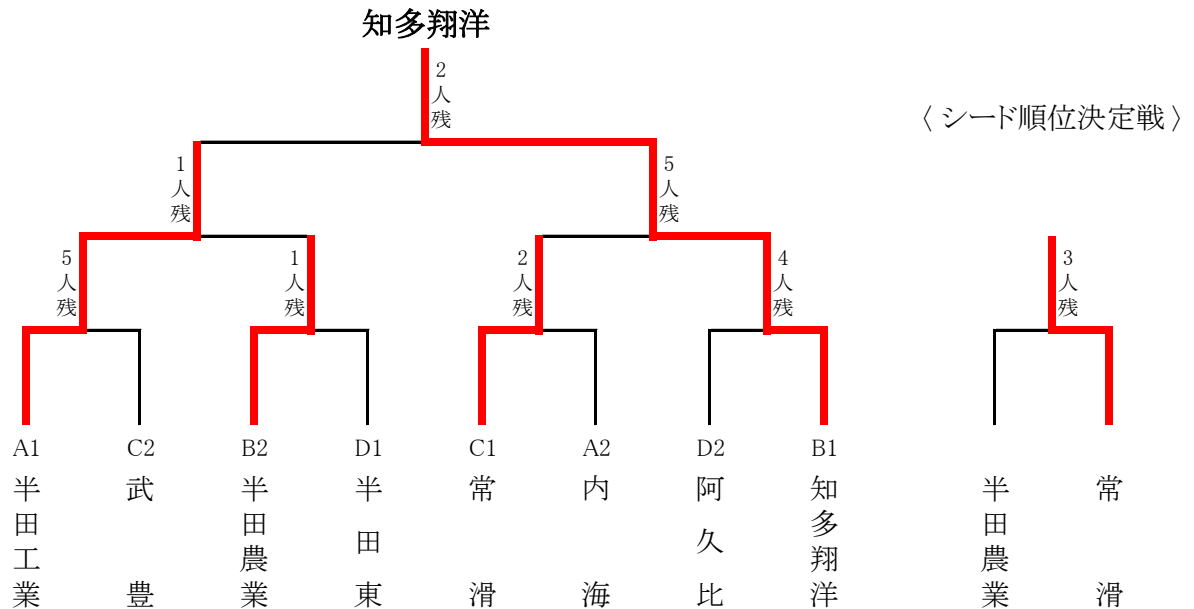 知多翔洋
2人残
〈 シード順位決定戦 〉
1人残
5人残
5人残
1人残
2人残
4人残
3人残
A1
C2
B2
D1
C1
A2
D2
B1
半田工業
武豊
半田農業
半田東
常滑
内海
阿久比
知多翔洋
半田農業
常滑